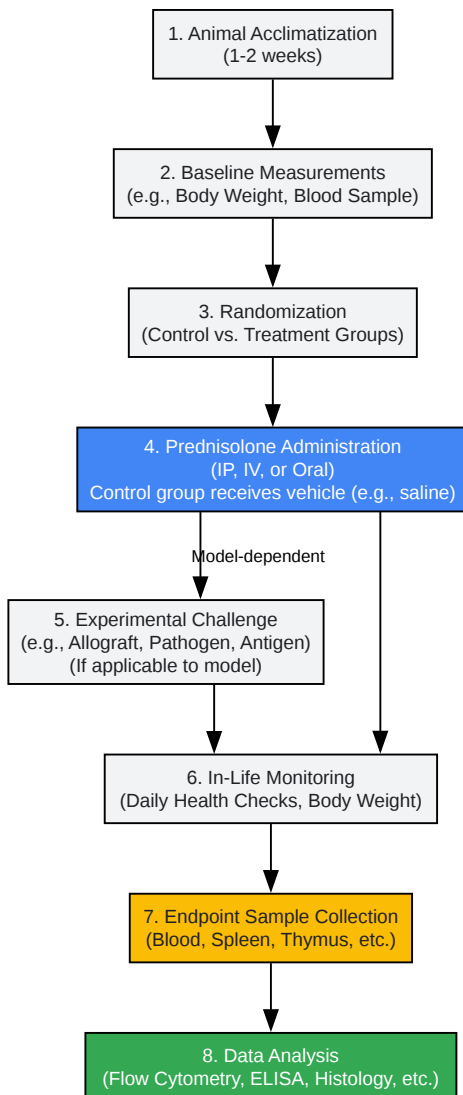 1. Animal Acclimatization
(1-2 weeks)
2. Baseline Measurements
(e.g., Body Weight, Blood Sample)
3. Randomization
(Control vs. Treatment Groups)
4. Prednisolone Administration
(IP, IV, or Oral)
Control group receives vehicle (e.g., saline)
Model-dependent
5. Experimental Challenge
(e.g., Allograft, Pathogen, Antigen)
(If applicable to model)
6. In-Life Monitoring
(Daily Health Checks, Body Weight)
7. Endpoint Sample Collection
(Blood, Spleen, Thymus, etc.)
8. Data Analysis
(Flow Cytometry, ELISA, Histology, etc.)